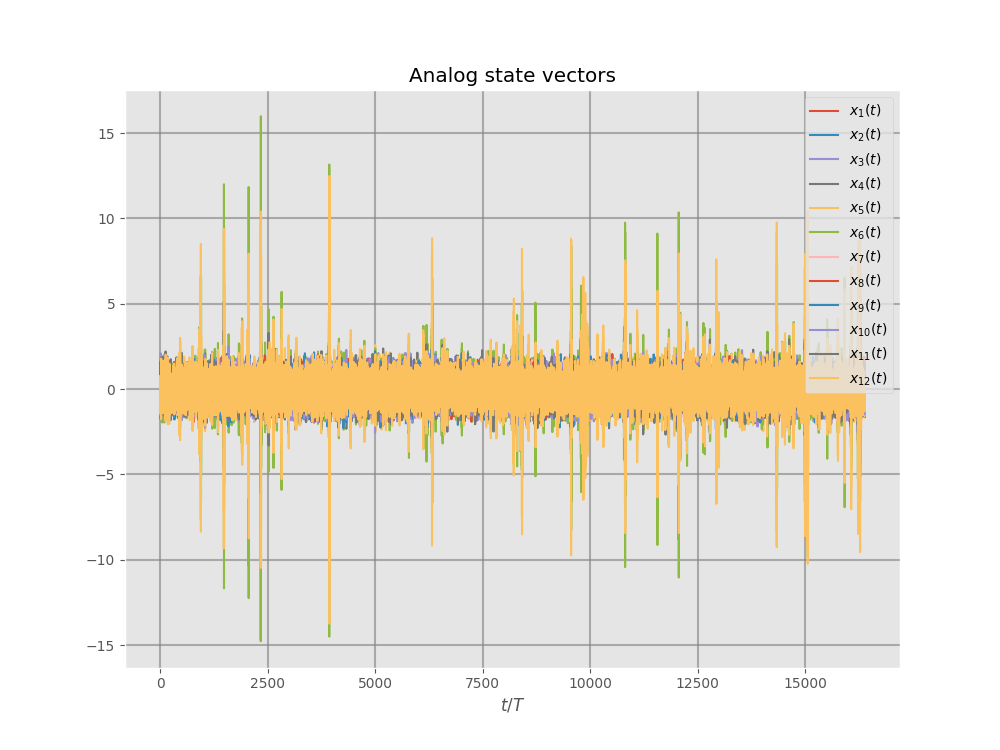 Analog state vectors
15
10
5
0
−5
−10
−15
0 2500 5000 7500 10000 12500 15000
t/T
x₁(t)
x₂(t)
x₃(t)
x₄(t)
x₅(t)
x₆(t)
x₇(t)
x₈(t)
x₉(t)
x₁₀(t)
x₁₁(t)
x₁₂(t)